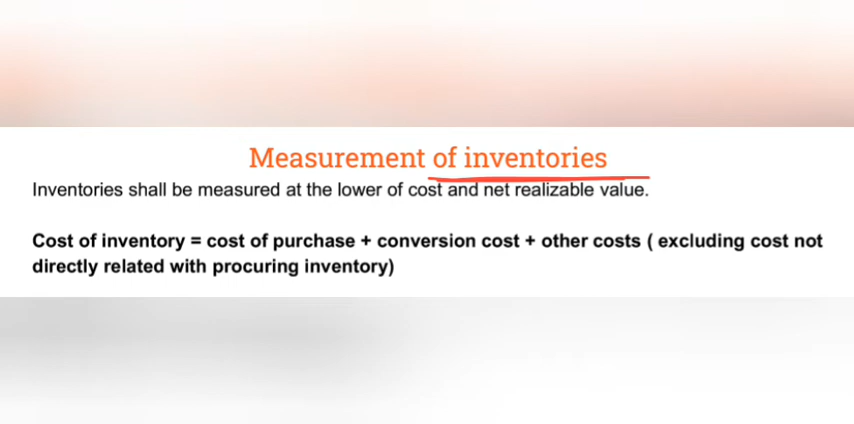 Measurement of inventories
Inventories shall be measured at the lower of cost and net realizable value.
Cost of inventory = cost of purchase + conversion cost + other costs ( excluding cost not
directly related with procuring inventory)